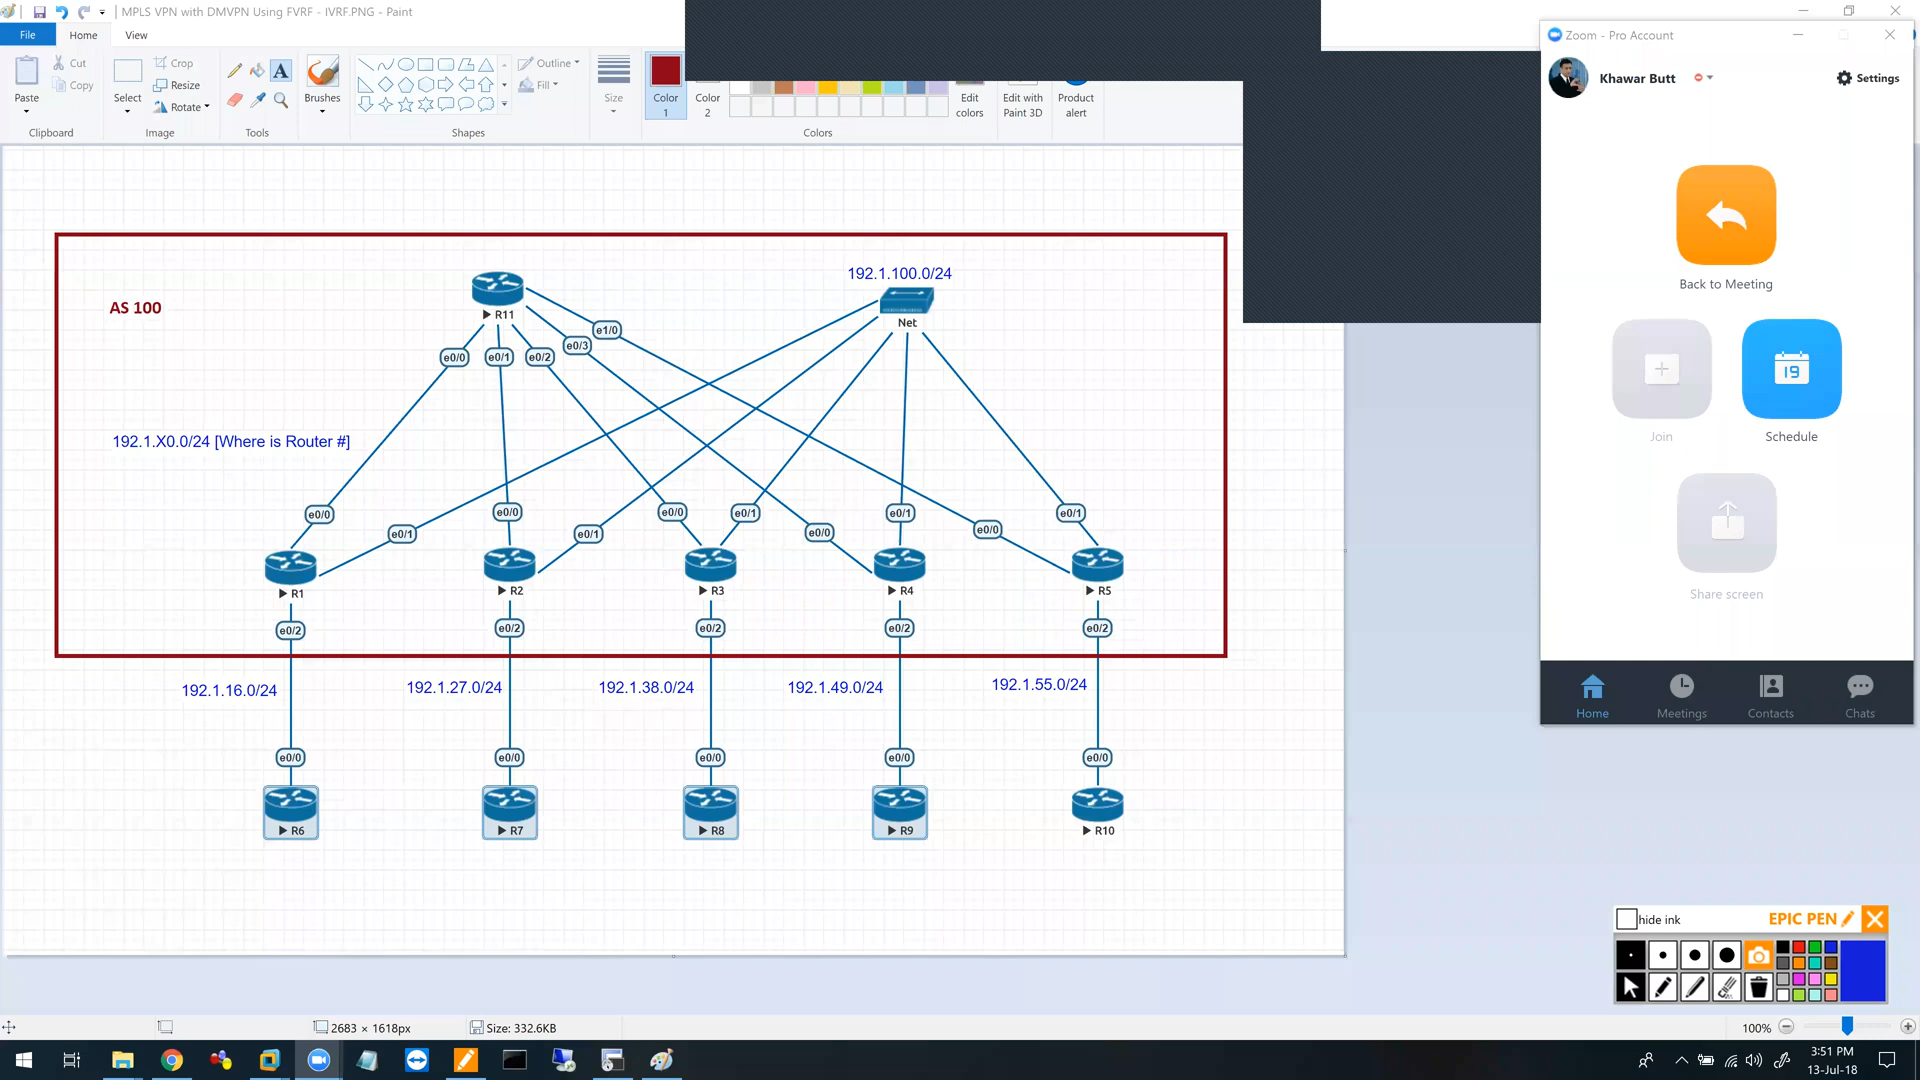 MPLS VPN with DMVPN Using FVRF - IVRF.PNG - Paint
File
Home
View
Paste
Cut
Copy
Clipboard
Select
Crop
Resize
Rotate
Image
Tools
Brushes
Shapes
Outline
Fill
Size
Color
1
Color
2
Colors
Edit
colors
Edit with
Paint 3D
Product
alert
192.1.100.0/24
AS 100
R11
Net
e1/0
e0/3
e0/0
e0/1
e0/2
192.1.X0.0/24 [Where is Router #]
e0/0
e0/1
e0/0
e0/1
e0/0
e0/1
e0/0
e0/1
e0/0
e0/1
R1
R2
R3
R4
R5
e0/2
e0/2
e0/2
e0/2
e0/2
192.1.16.0/24
192.1.27.0/24
192.1.38.0/24
192.1.49.0/24
192.1.55.0/24
e0/0
e0/0
e0/0
e0/0
e0/0
R6
R7
R8
R9
R10
Zoom - Pro Account
Khawar Butt
Settings
Back to Meeting
Join
19
Schedule
Share screen
Home
Meetings
Contacts
Chats
hide ink
EPIC PEN
2683 × 1618px
Size: 332.6KB
100%
3:51 PM
13-Jul-18